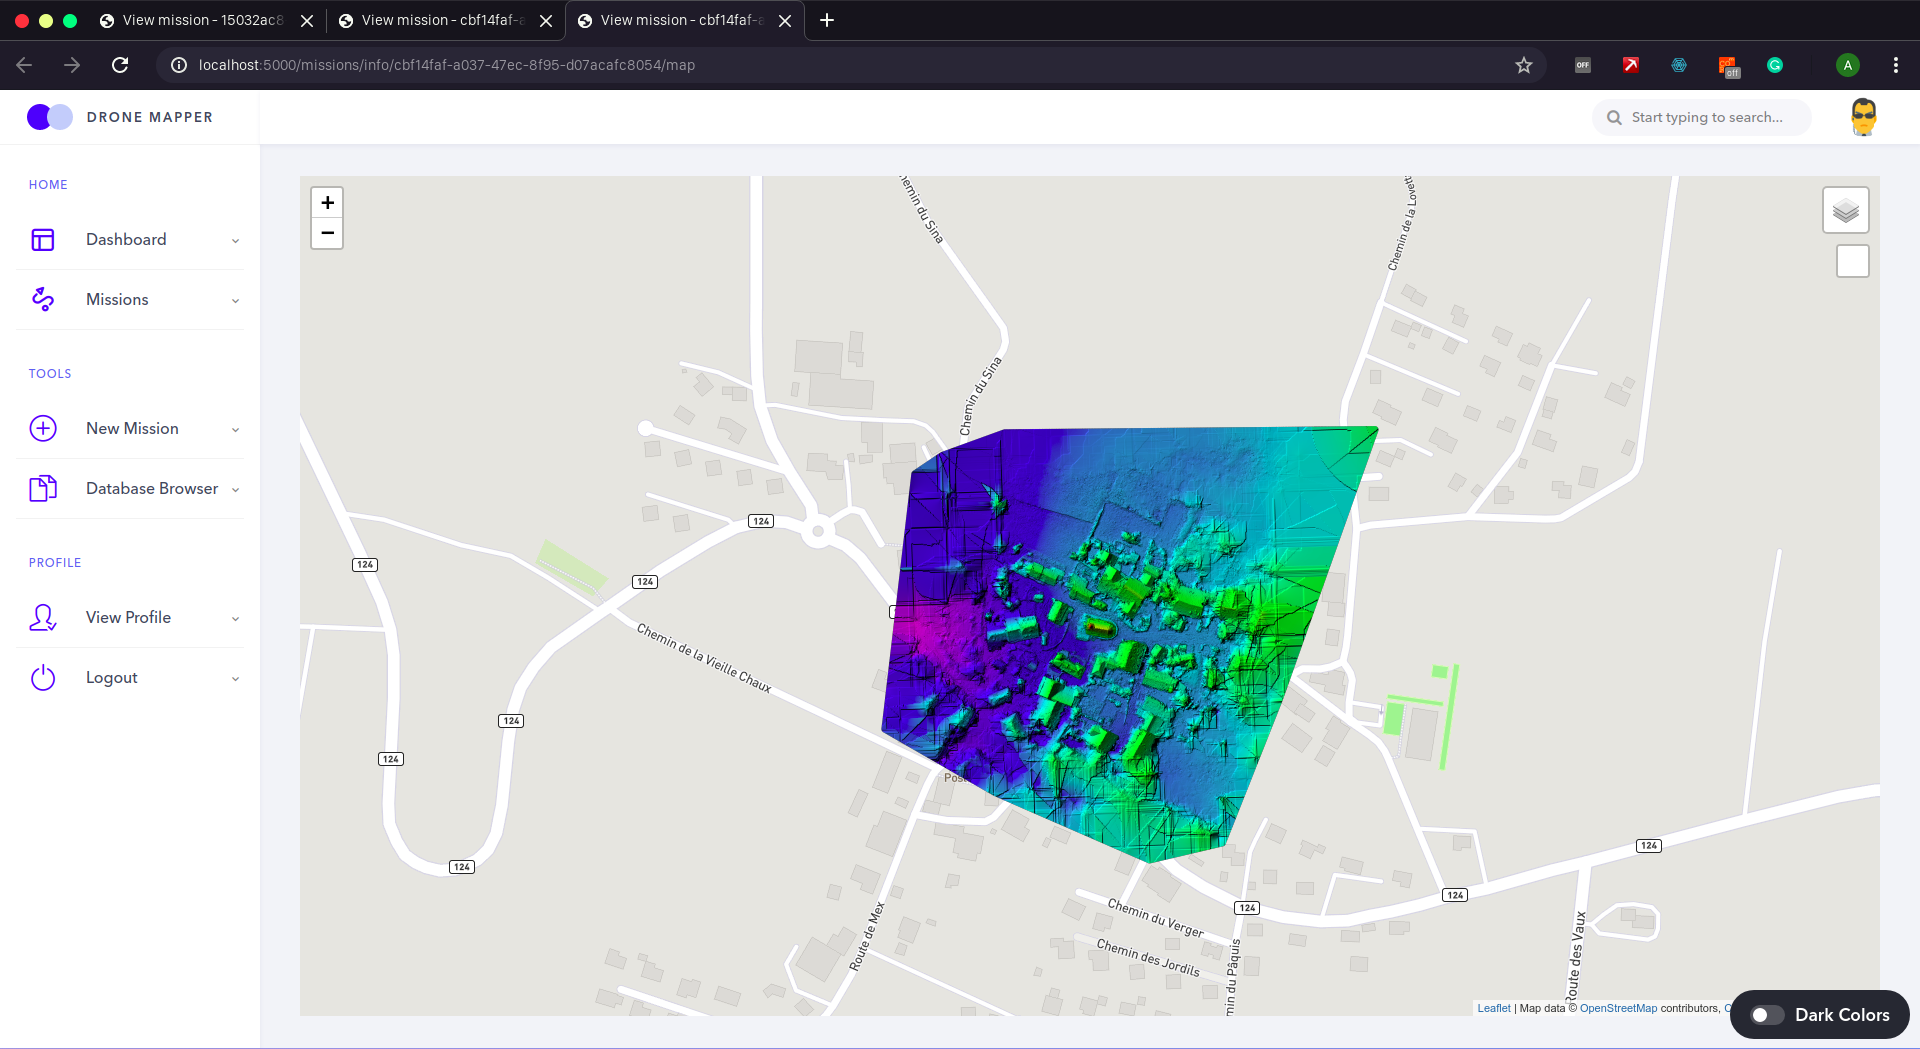 View mission - 15032ac8
View mission - cbf14faf-a
View mission - cbf14faf-a
localhost:5000/missions/info/cbf14faf-a037-47ec-8f95-d07acafc8054/map
OFF
off
A
DRONE MAPPER
Start typing to search...
HOME
Dashboard
Missions
TOOLS
New Mission
Database Browser
PROFILE
View Profile
Logout
+
−
Chemin du Sina
Chemin de la
Chemin du Sina
124
124
124
Chemin de la Vieille Chaux
124
124
124
124
124
124
Route de Mex
Chemin du Verger
Chemin des Jordils
du Pâquis
Route des Vaux
Leaflet | Map data © OpenStreetMap contributors,
Dark Colors